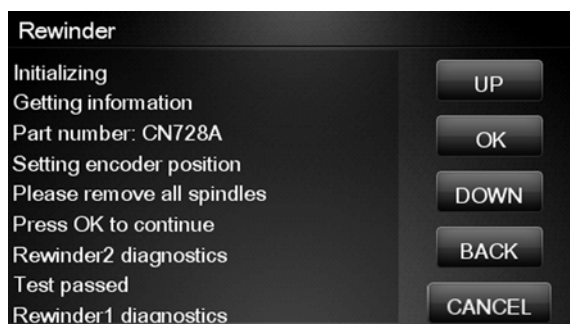 Rewinder
Initializing
Getting information
Part number: CN728A
Setting encoder position
Please remove all spindles
Press OK to continue
Rewinder2 diagnostics
Test passed
Rewinder1 diagnostics
UP
OK
DOWN
BACK
CANCEL